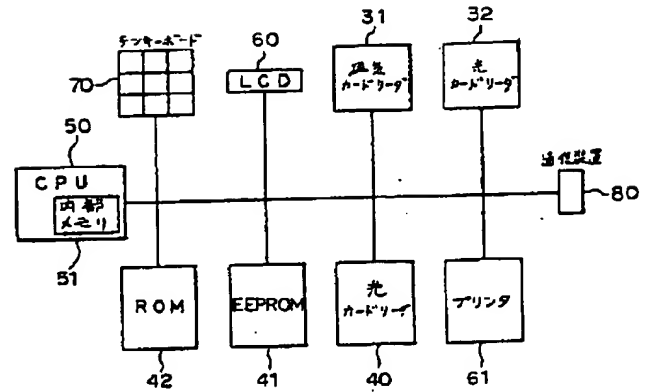 テンキーボード
70
60
LCD
31
磁気
カードリーダ
32
光
カードリーダ
50
CPU
内部
メモリ
51
通信装置
80
ROM
42
EEPROM
41
光
カードリーダ
40
プリンタ
61